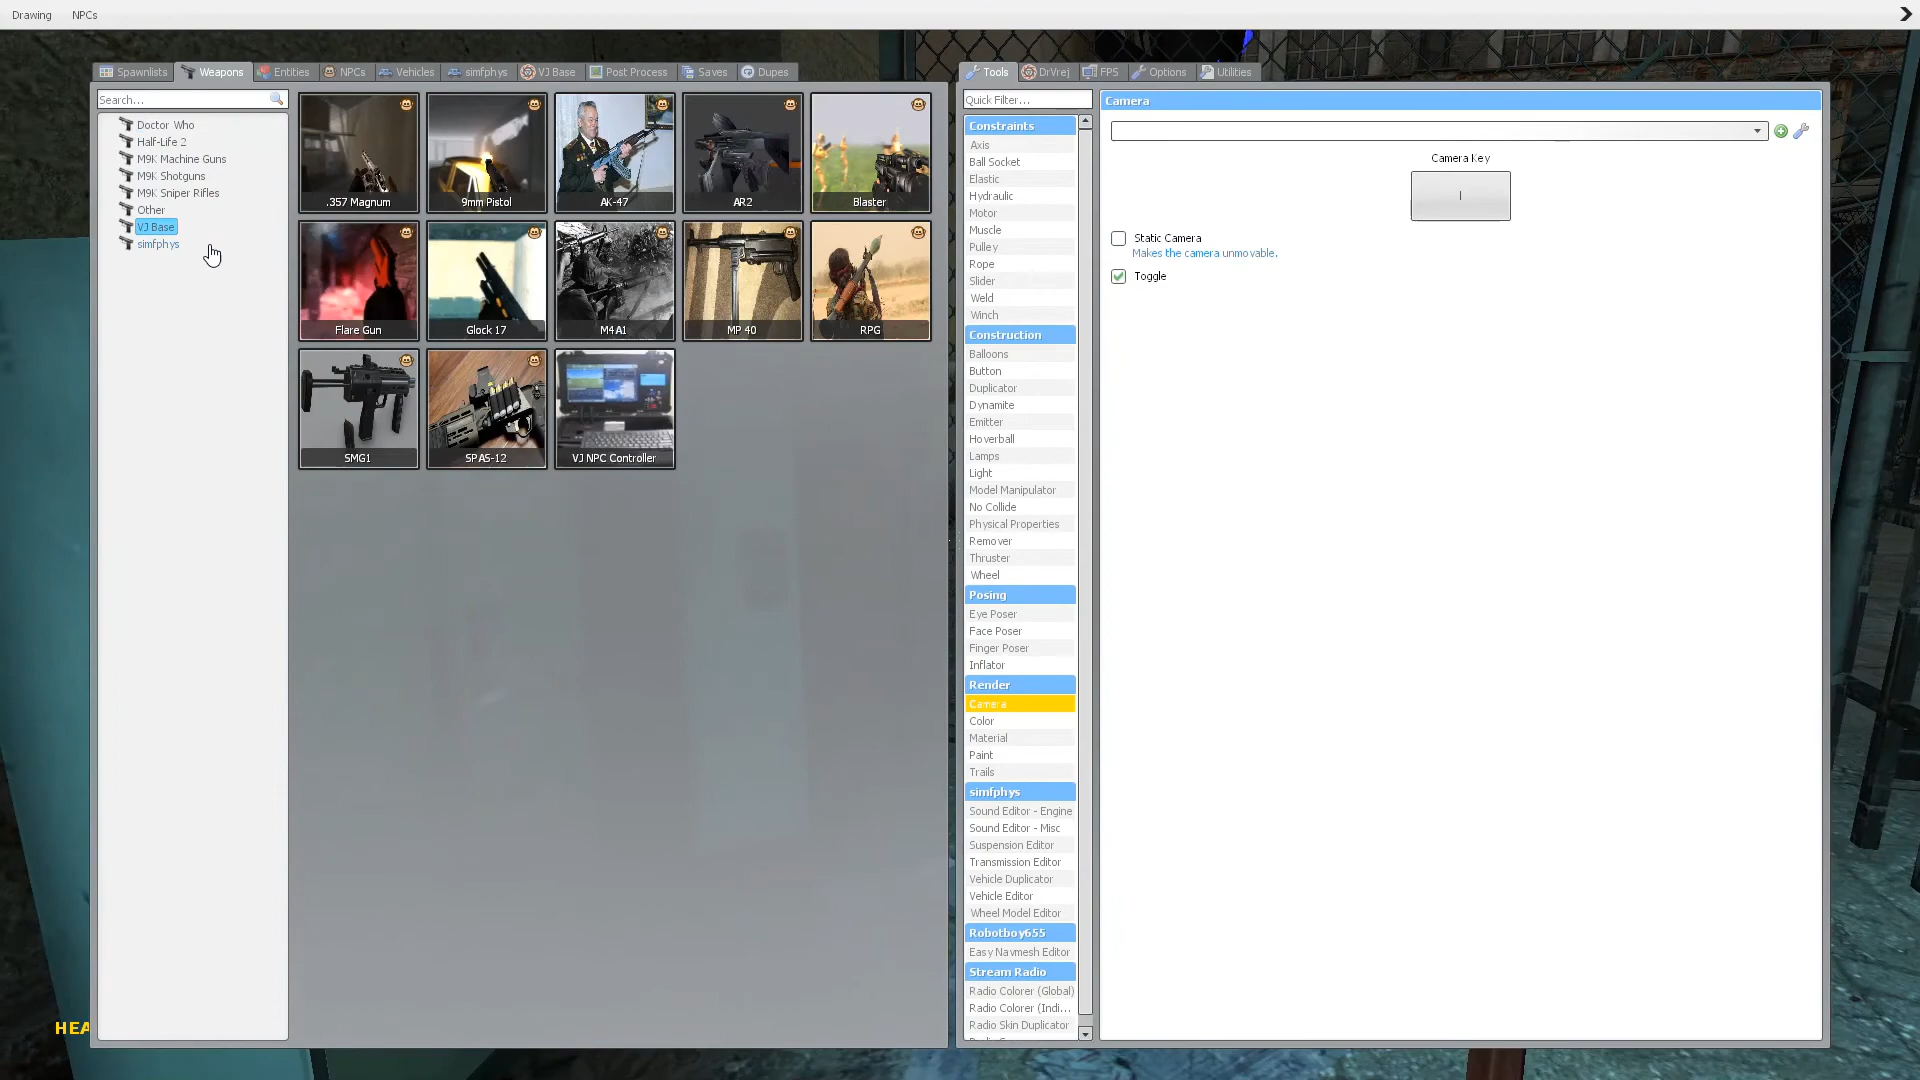 Drawing NPCs
Spawnlists Weapons Entities NPCs Vehicles simfphys VJ Base Post Process Saves Dupes
Tools DrVrej FPS Options Utilities
Search...
Doctor Who
Half-Life 2
M9K Machine Guns
M9K Shotguns
M9K Sniper Rifles
Other
VJ Base
simfphys
.357 Magnum
9mm Pistol
AK-47
AR2
Blaster
Flare Gun
Glock 17
M4A1
MP 40
RPG
SMG1
SPAS-12
VJ NPC Controller
Quick Filter...
Constraints
Axis
Ball Socket
Elastic
Hydraulic
Motor
Muscle
Pulley
Rope
Slider
Weld
Winch
Construction
Balloons
Button
Duplicator
Dynamite
Emitter
Hoverball
Lamps
Light
Model Manipulator
No Collide
Physical Properties
Remover
Thruster
Wheel
Posing
Eye Poser
Face Poser
Finger Poser
Inflator
Render
Camera
Color
Material
Paint
Trails
simfphys
Sound Editor - Engine
Sound Editor - Misc
Suspension Editor
Transmission Editor
Vehicle Duplicator
Vehicle Editor
Wheel Model Editor
Robotboy655
Easy Navmesh Editor
Stream Radio
Radio Colorer (Global)
Radio Colorer (Indi...
Radio Skin Duplicator
Camera
Camera Key
Static Camera
Makes the camera unmovable.
Toggle
HEA